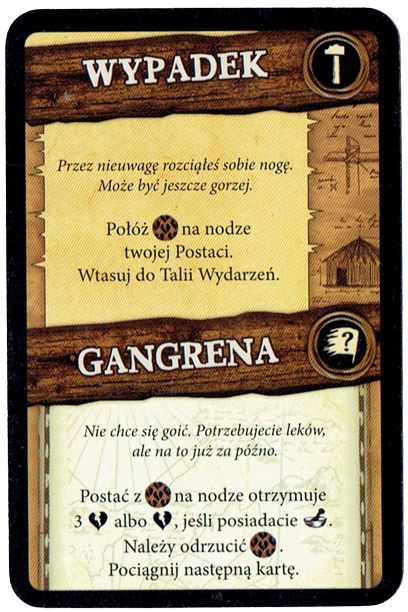 WYPADEK
Przez nieuwagę rozciąłeś sobie nogę.
Może być jeszcze gorzej.
Połóż na nodze
twojej Postaci.
Wtasuj do Talii Wydarzeń.
GANGRENA
?
Nie chce się goić. Potrzebujecie leków,
ale na to już za późno.
Postać z na nodze otrzymuje
3 albo , jeśli posiadacie .
Należy odrzucić .
Pociągnij następną kartę.